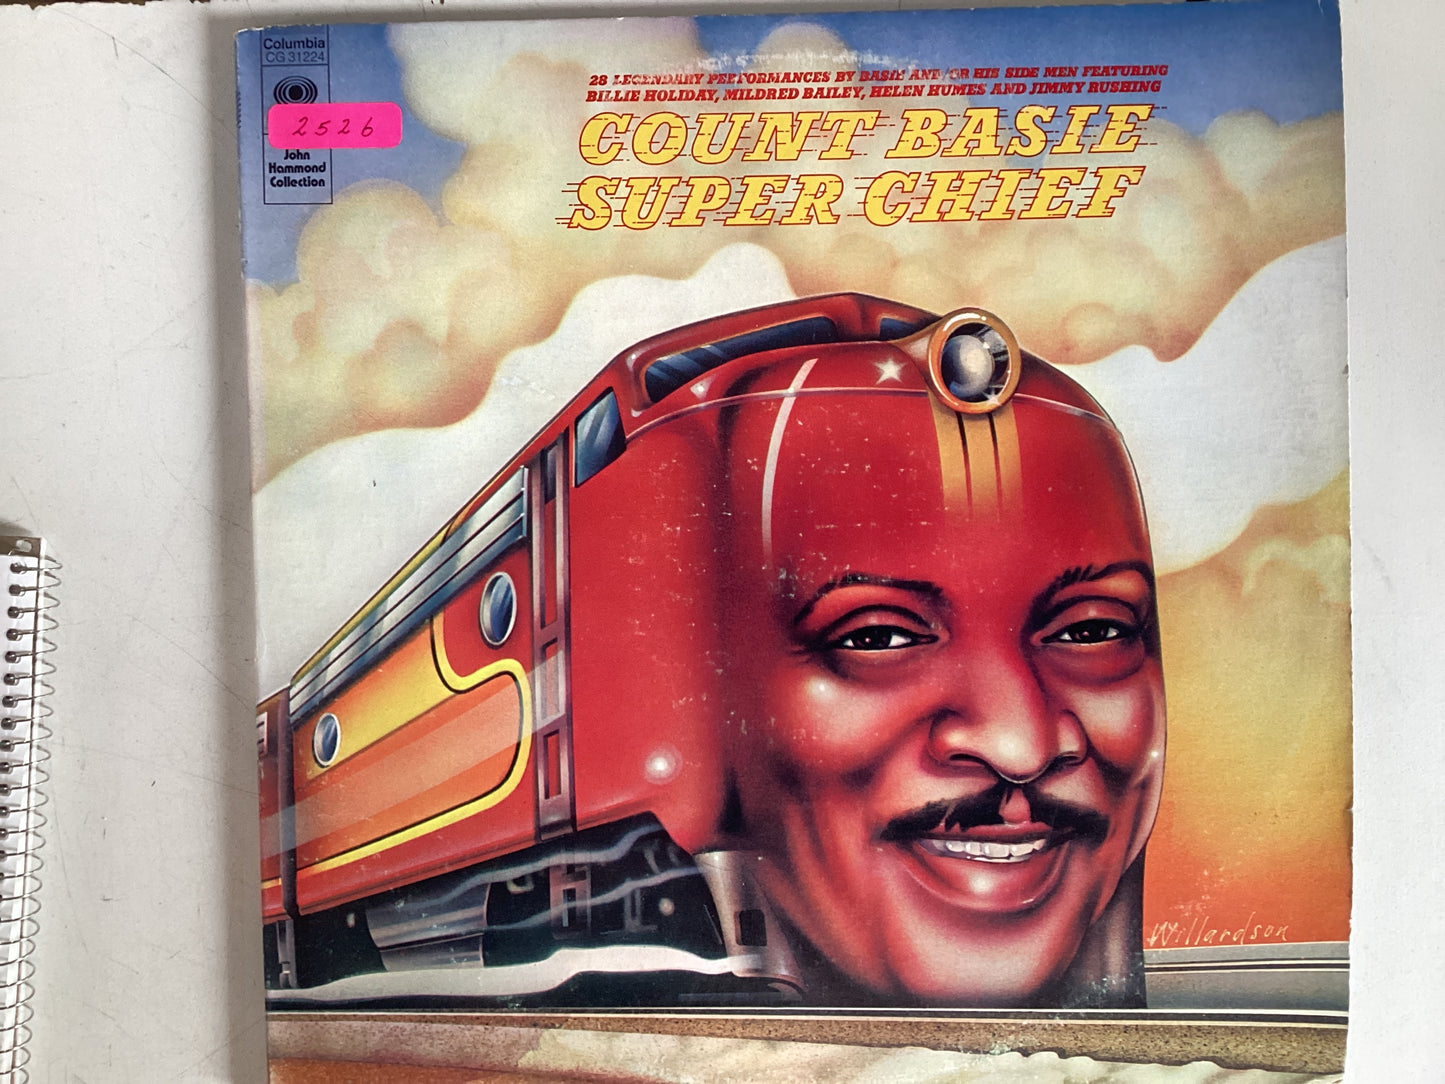 Columbia
CG 31224
2526
John
Hammond
Collection
28 LEGENDARY PERFORMANCES BY BASIE AND/OR HIS SIDE MEN FEATURING
BILLIE HOLIDAY, MILDRED BAILEY, HELEN HUMES AND JIMMY RUSHING
COUNT BASIE
SUPER CHIEF
Willardson